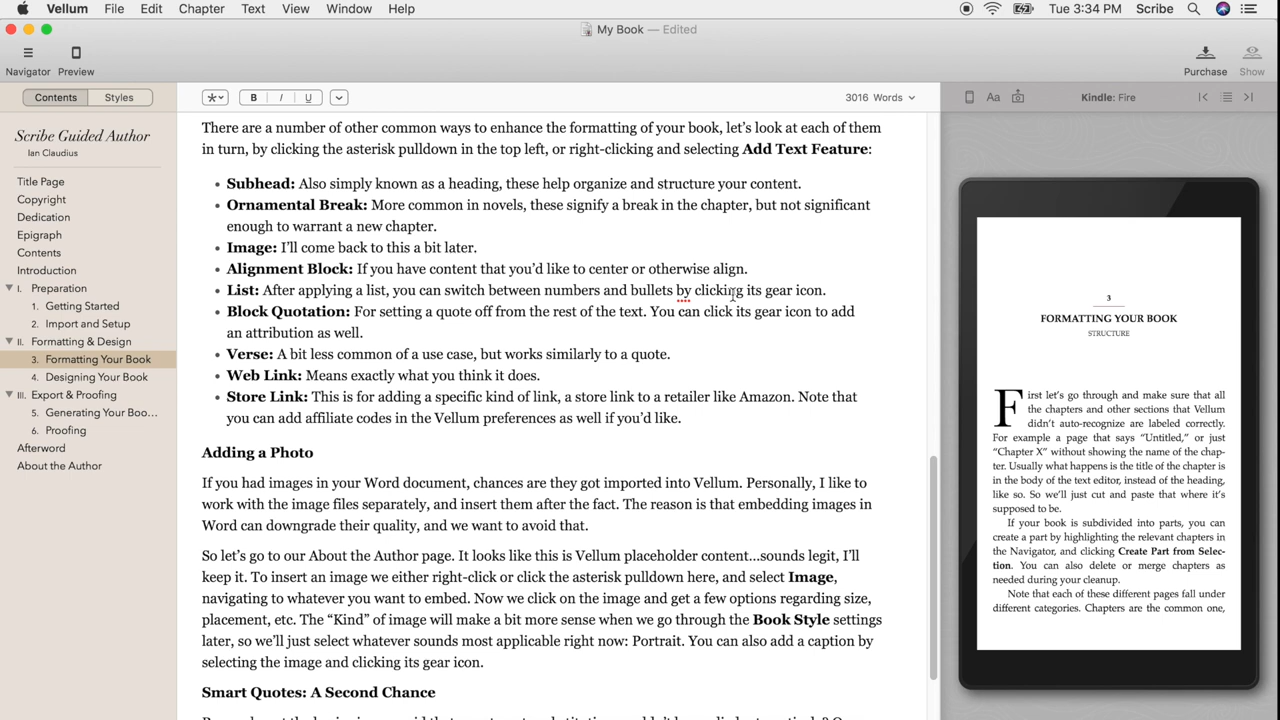 Vellum File Edit Chapter Text View Window Help Tue 3:34 PM Scribe
My Book — Edited
Navigator Preview Purchase Show
Contents Styles
B I U
3016 Words
Aa
Kindle: Fire
Scribe Guided Author
Ian Claudius
Title Page
Copyright
Dedication
Epigraph
Contents
Introduction
I. Preparation
1. Getting Started
2. Import and Setup
II. Formatting & Design
3. Formatting Your Book
4. Designing Your Book
III. Export & Proofing
5. Generating Your Boo...
6. Proofing
Afterword
About the Author
There are a number of other common ways to enhance the formatting of your book, let's look at each of them
in turn, by clicking the asterisk pulldown in the top left, or right-clicking and selecting Add Text Feature:
• Subhead: Also simply known as a heading, these help organize and structure your content.
• Ornamental Break: More common in novels, these signify a break in the chapter, but not significant
enough to warrant a new chapter.
• Image: I'll come back to this a bit later.
• Alignment Block: If you have content that you'd like to center or otherwise align.
• List: After applying a list, you can switch between numbers and bullets by clicking its gear icon.
• Block Quotation: For setting a quote off from the rest of the text. You can click its gear icon to add
an attribution as well.
• Verse: A bit less common of a use case, but works similarly to a quote.
• Web Link: Means exactly what you think it does.
• Store Link: This is for adding a specific kind of link, a store link to a retailer like Amazon. Note that
you can add affiliate codes in the Vellum preferences as well if you'd like.
Adding a Photo
If you had images in your Word document, chances are they got imported into Vellum. Personally, I like to
work with the image files separately, and insert them after the fact. The reason is that embedding images in
Word can downgrade their quality, and we want to avoid that.
So let's go to our About the Author page. It looks like this is Vellum placeholder content...sounds legit, I'll
keep it. To insert an image we either right-click or click the asterisk pulldown here, and select Image,
navigating to whatever you want to embed. Now we click on the image and get a few options regarding size,
placement, etc. The “Kind” of image will make a bit more sense when we go through the Book Style settings
later, so we'll just select whatever sounds most applicable right now: Portrait. You can also add a caption by
selecting the image and clicking its gear icon.
Smart Quotes: A Second Chance
3
FORMATTING YOUR BOOK
STRUCTURE
First let's go through and make sure that all
the chapters and other sections that Vellum
didn't auto-recognize are labeled correctly.
For example a page that says “Untitled,” or just
“Chapter X” without showing the name of the chap-
ter. Usually what happens is the title of the chapter is
in the body of the text editor, instead of the heading,
like so. So we'll just cut and paste that where it's
supposed to be.
If your book is subdivided into parts, you can
create a part by highlighting the relevant chapters in
the Navigator, and clicking Create Part from Selec-
tion. You can also delete or merge chapters as
needed during your cleanup.
Note that each of these different pages fall under
different categories. Chapters are the common one,